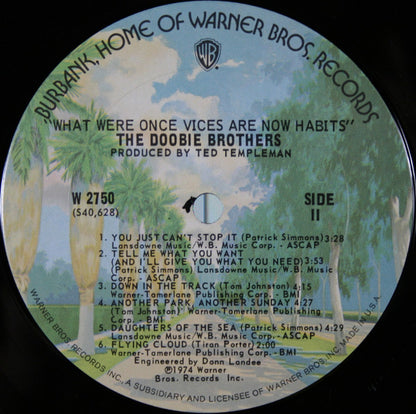 BURBANK, HOME OF WARNER BROS. RECORDS
WB
"WHAT WERE ONCE VICES ARE NOW HABITS"
THE DOOBIE BROTHERS
PRODUCED BY TED TEMPLEMAN
W 2750
(S40,628)
SIDE
II
1. YOU JUST CAN'T STOP IT (Patrick Simmons) 3:28
Lansdowne Music/W.B. Music Corp. - ASCAP
2. TELL ME WHAT YOU WANT
(AND I'LL GIVE YOU WHAT YOU NEED) 3:53
(Patrick Simmons) Lansdowne Music/W.B. Music Corp.
- ASCAP
3. DOWN IN THE TRACK (Tom Johnston) 4:15
Warner-Tamerlane Publishing Corp. - BMI
4. ANOTHER PARK, ANOTHER SUNDAY 4:27
(Tom Johnston) Warner-Tamerlane Publishing
Corp. - BMI
5. DAUGHTERS OF THE SEA (Patrick Simmons) 4:29
Lansdowne Music/W.B. Music Corp. - ASCAP
6. FLYING CLOUD (Tiran Porter) 2:00
Warner-Tamerlane Publishing Corp. - BMI
Engineered by Donn Landee
©1974 Warner
Bros. Records Inc.
WARNER BROS. RECORDS INC., A SUBSIDIARY AND LICENSEE OF WARNER BROS. INC. MADE IN U.S.A.